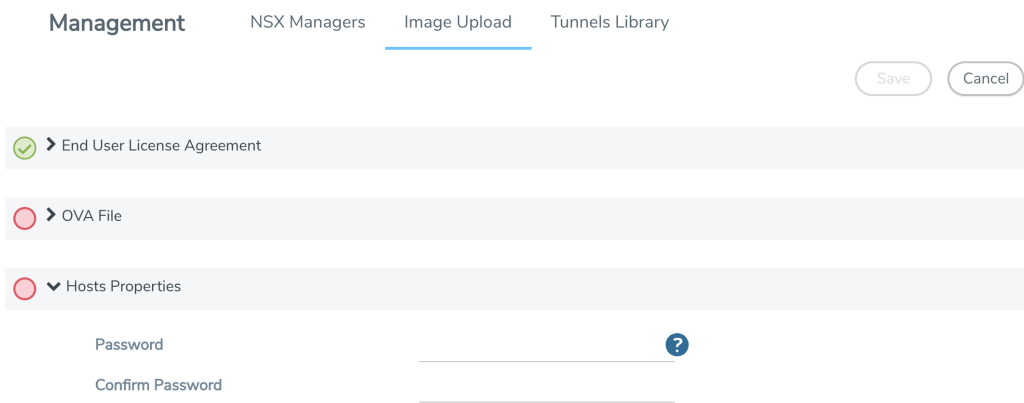 Management NSX Managers Image Upload Tunnels Library
Save Cancel
End User License Agreement
OVA File
Hosts Properties
Password ?
Confirm Password